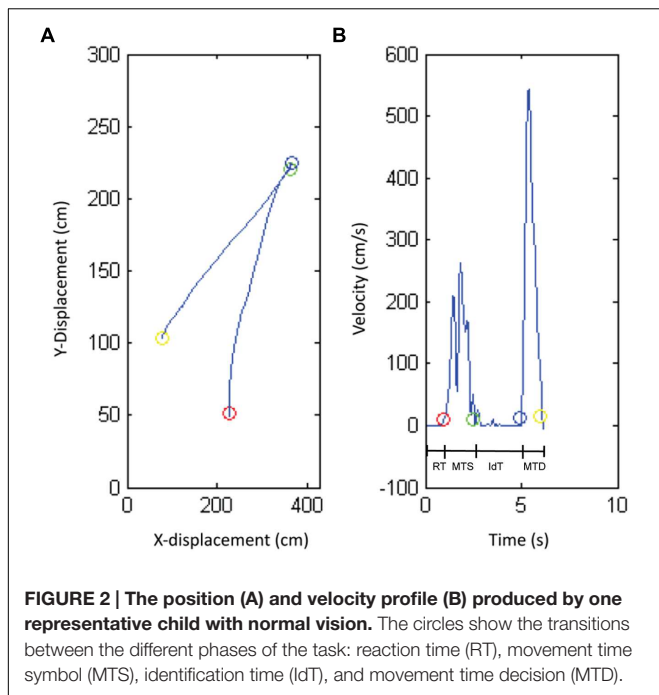 A
B
300
250
200
150
100
50
0
Y-Displacement (cm)
0 200 400
X-displacement (cm)
600
500
400
300
200
100
0
-100
Velocity (cm/s)
RT MTS IdT MTD
0 5 10
Time (s)
FIGURE 2 | The position (A) and velocity profile (B) produced by one
representative child with normal vision. The circles show the transitions
between the different phases of the task: reaction time (RT), movement time
symbol (MTS), identification time (IdT), and movement time decision (MTD).